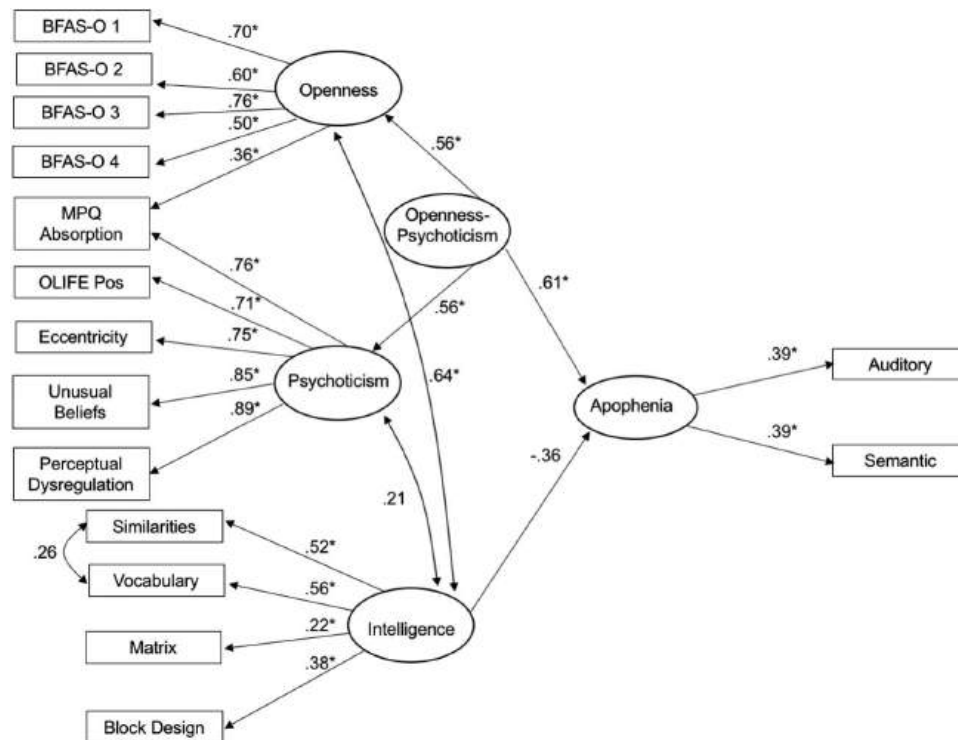 BFAS-O 1
.70*
BFAS-O 2
.60*
Openness
BFAS-O 3
.76*
.50*
BFAS-O 4
.36*
.56*
MPQ
Absorption
Openness-
Psychoticism
.76*
OLIFE Pos
.71*
.61*
.56*
Eccentricity
.75*
.64*
Psychoticism
.39*
Auditory
Unusual
Beliefs
.85*
Apophenia
.89*
.39*
Semantic
Perceptual
Dysregulation
-.36
.21
Similarities
.26
.52*
Vocabulary
.56*
Intelligence
.22*
Matrix
.38*
Block Design